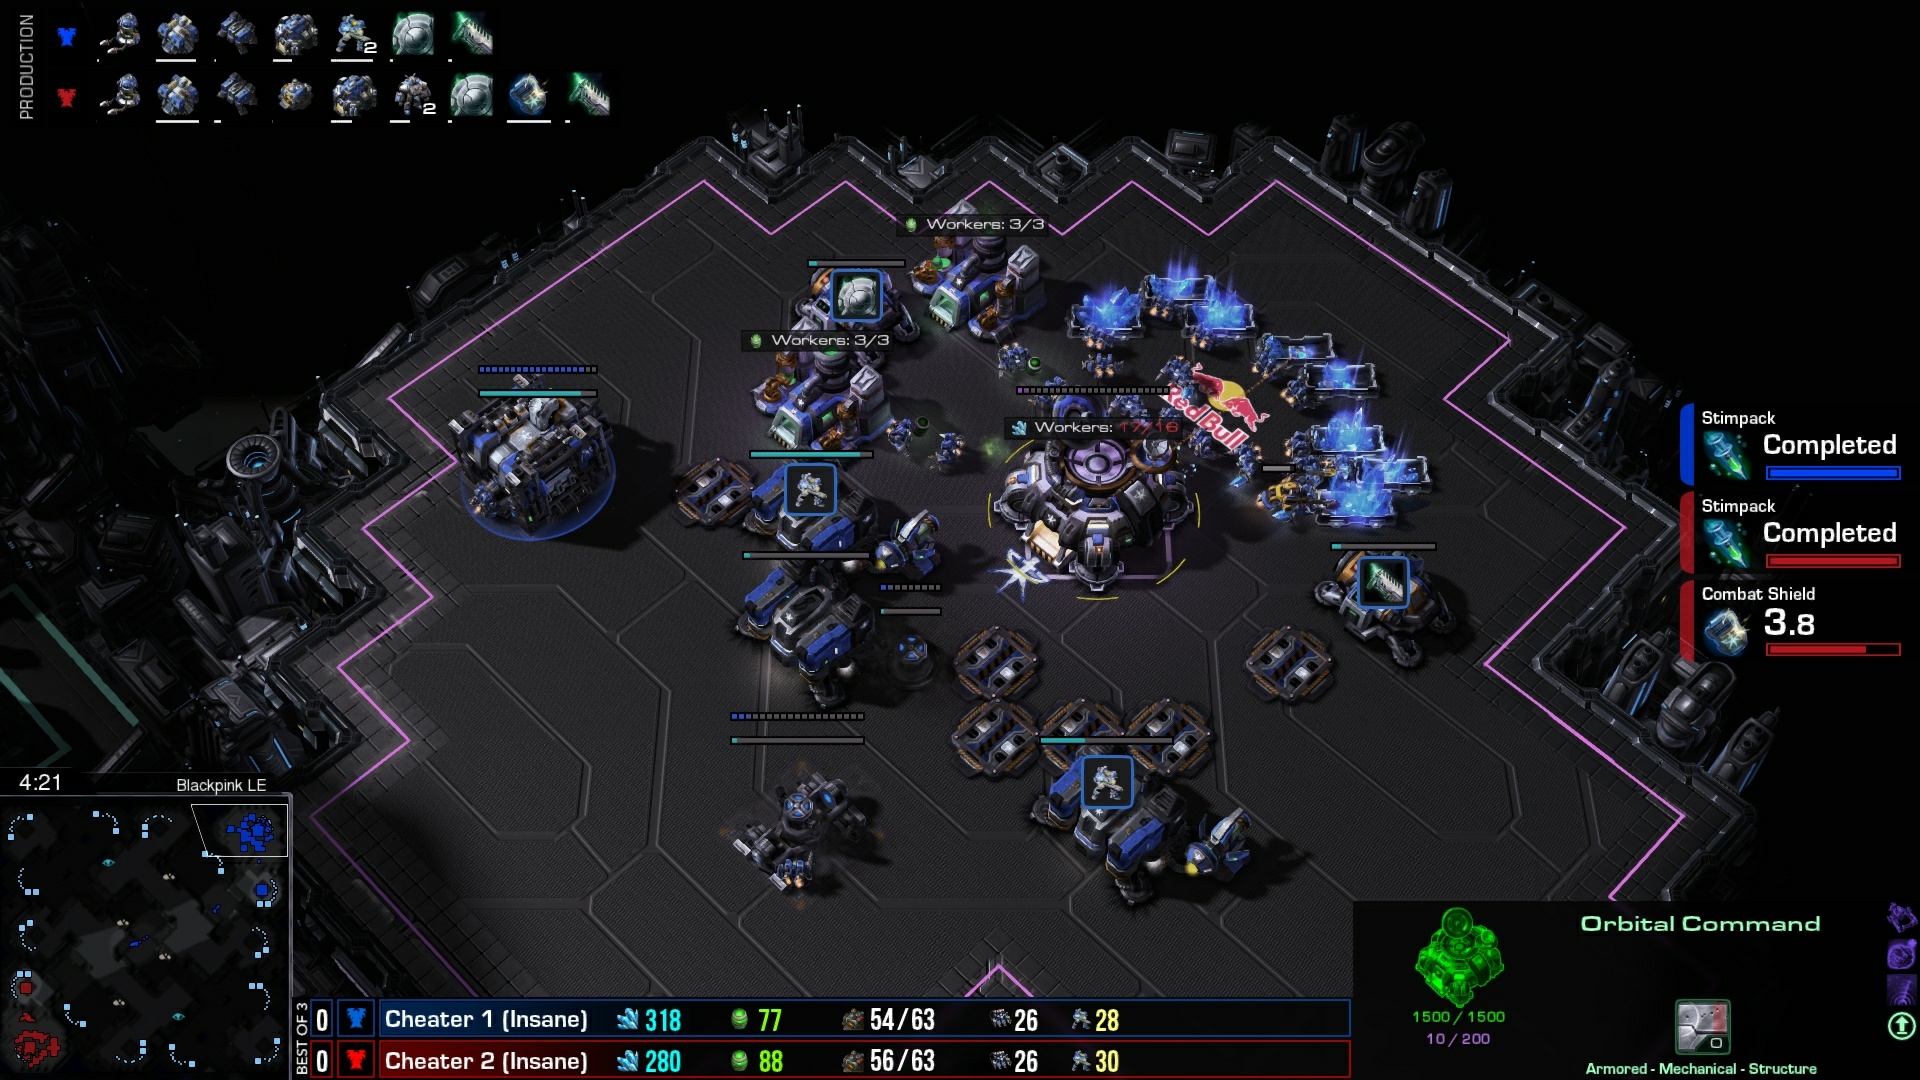 PRODUCTION
2
2
Workers: 3/3
Workers: 3/3
RedBull
Workers: 17/16
Stimpack
Completed
Stimpack
Completed
Combat Shield
3.8
4:21
Blackpink LE
BEST OF 3
0
Cheater 1 (Insane)
318
77
54/63
26
28
0
Cheater 2 (Insane)
280
88
56/63
26
30
Orbital Command
1500 / 1500
10 / 200
Armored - Mechanical - Structure